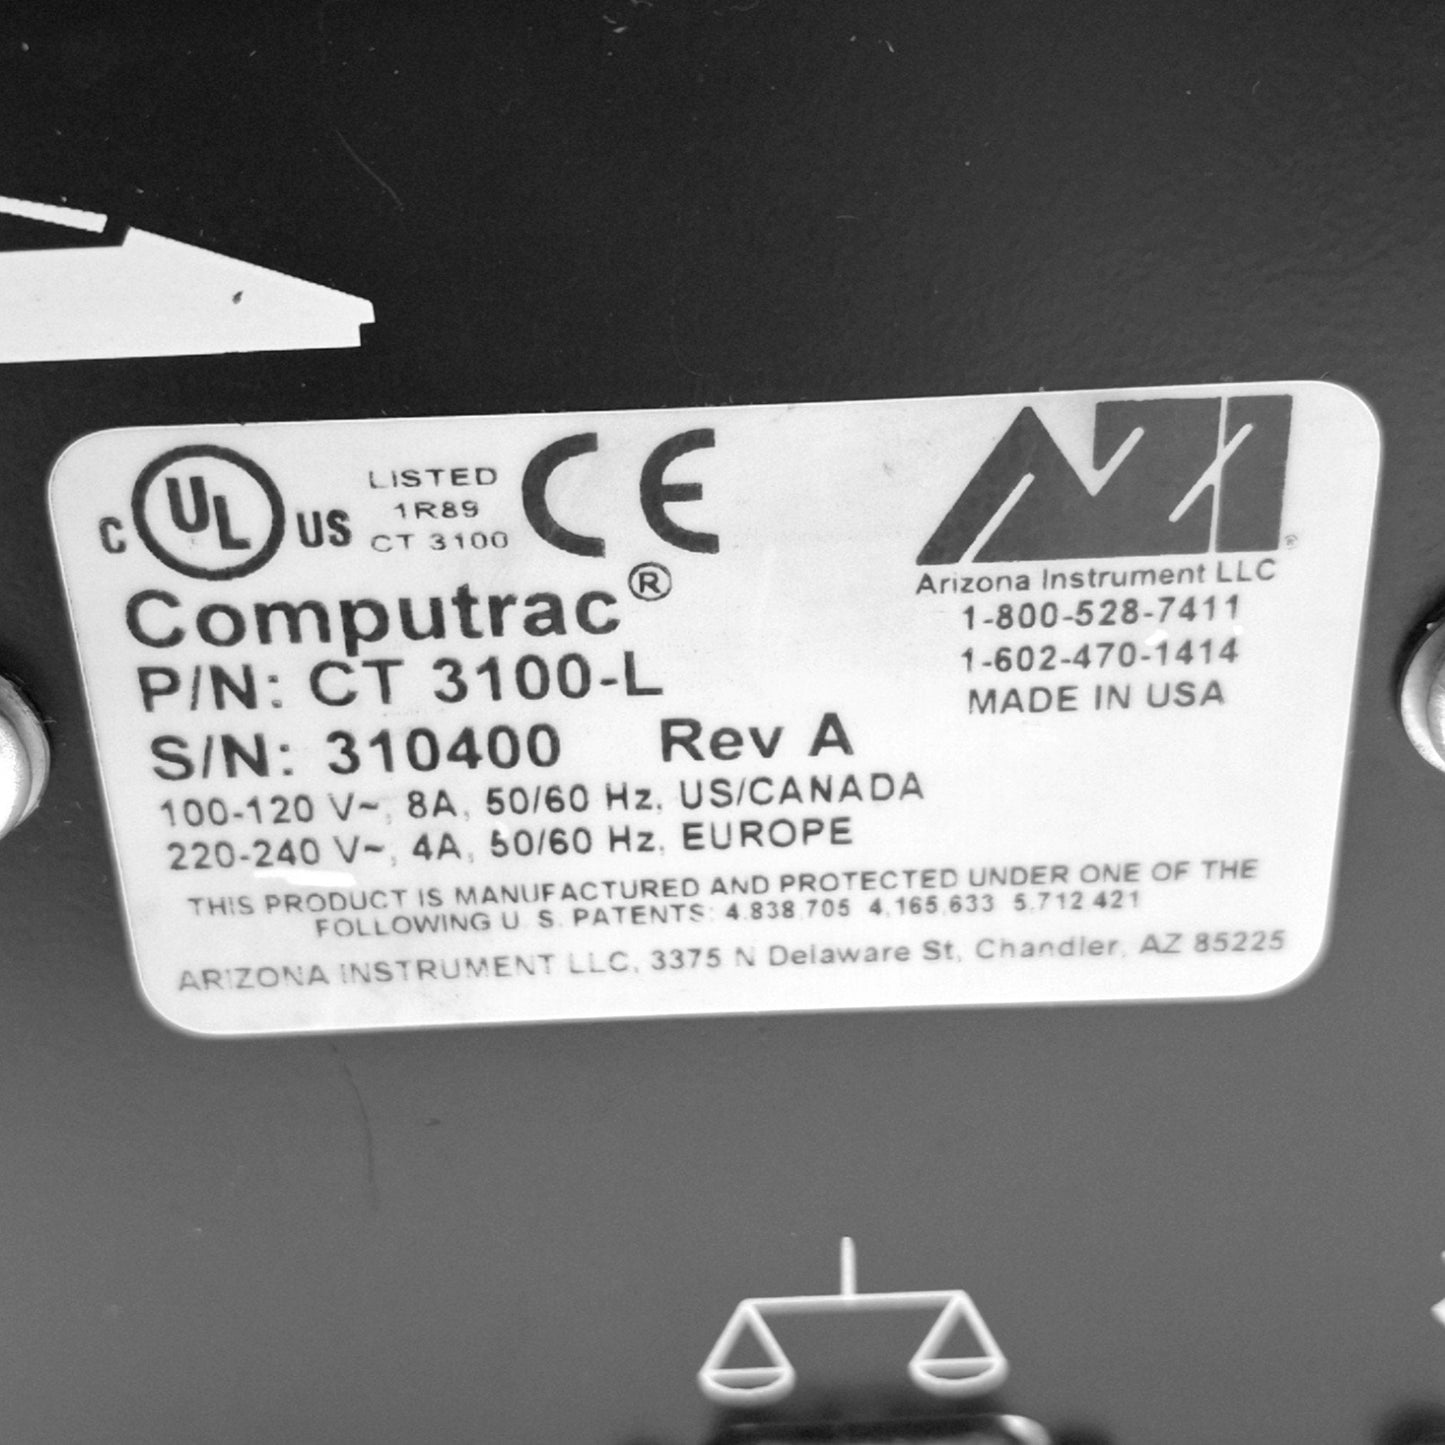 C UL US
LISTED
1R89
CT 3100
CE
Computrac®
P/N: CT 3100-L
S/N: 310400 Rev A
®
Arizona Instrument LLC
1-800-528-7411
1-602-470-1414
MADE IN USA
100-120 V~, 8A, 50/60 Hz, US/CANADA
220-240 V~, 4A, 50/60 Hz, EUROPE
THIS PRODUCT IS MANUFACTURED AND PROTECTED UNDER ONE OF THE
FOLLOWING U.S. PATENTS: 4,838,705 4,165,633 5,712,421
ARIZONA INSTRUMENT LLC, 3375 N Delaware St, Chandler, AZ 85225